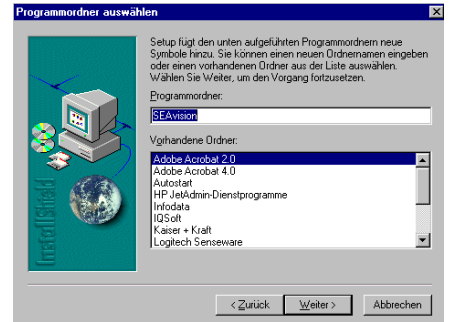 Programmordner auswählen
Setup fügt den unten aufgeführten Programmordnern neue
Symbole hinzu. Sie können einen neuen Ordnernamen eingeben
oder einen vorhandenen Ordner aus der Liste auswählen.
Wählen Sie Weiter, um den Vorgang fortzusetzen.
Programmordner:
SEAvision
Vorhandene Ordner:
Adobe Acrobat 2.0
Adobe Acrobat 4.0
Autostart
HP JetAdmin-Dienstprogramme
Infodata
IQSoft
Kaiser + Kraft
Logitech Senseware
InstallShield
< Zurück
Weiter >
Abbrechen